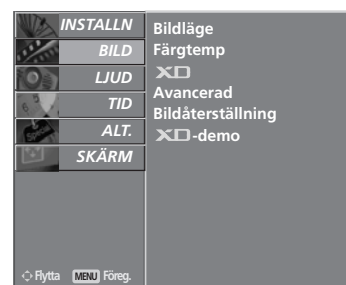 INSTALLN
BILD
LJUD
TID
ALT.
SKÄRM
Bildläge
Färgtemp
XD
Avancerad
Bildåterställning
XD-demo
Flytta MENU Föreg.